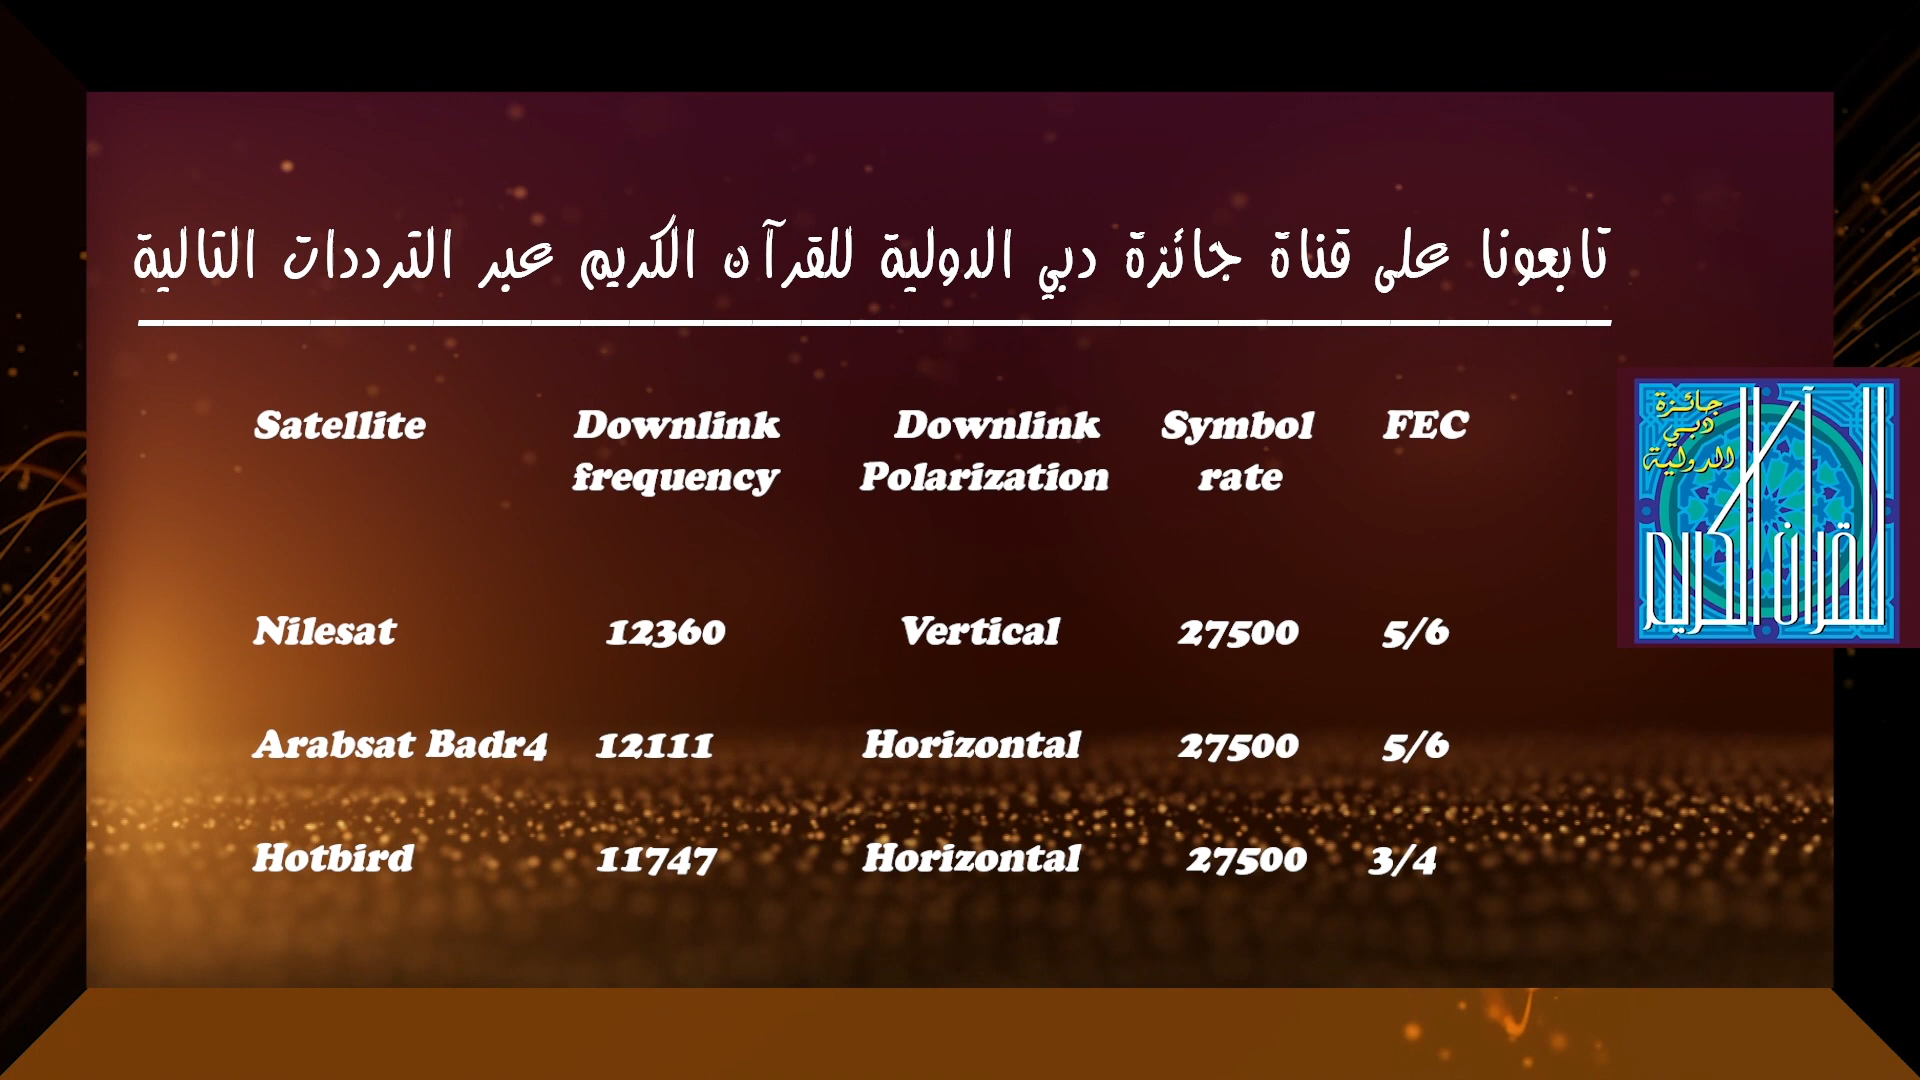 تابعونا على قناة جائزة دبي الدولية للقرآن الكريم عبر الترددات التالية
Satellite Downlink frequency Downlink Polarization Symbol rate FEC
Nilesat 12360 Vertical 27500 5/6
Arabsat Badr4 12111 Horizontal 27500 5/6
Hotbird 11747 Horizontal 27500 3/4
جائزة
دبي
الدولية
للقرآن الكريم